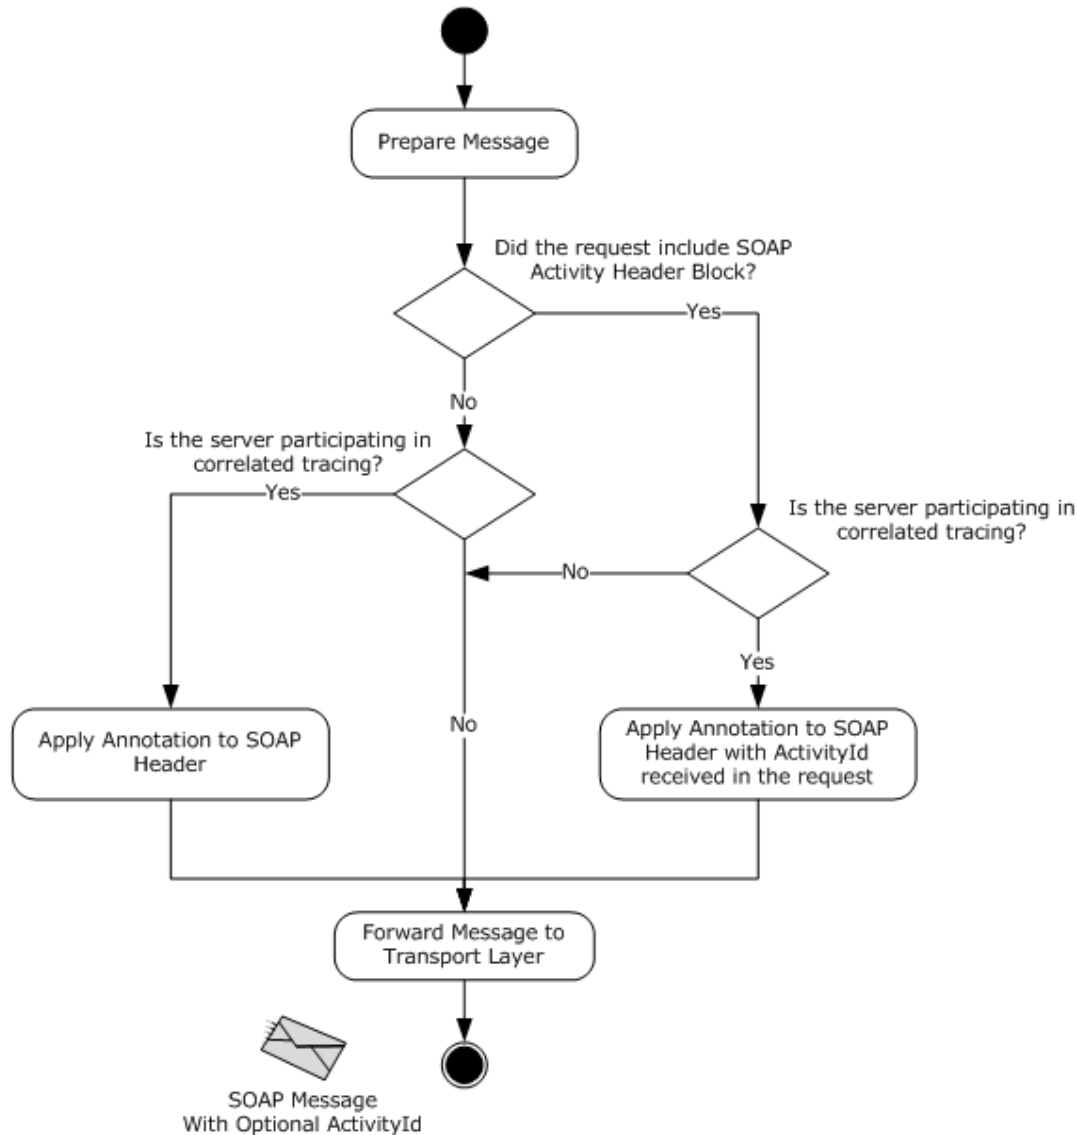 Prepare Message
Did the request include SOAP
Activity Header Block?
Yes
No
Is the server participating in
correlated tracing?
Yes
Is the server participating in
correlated tracing?
No
Yes
No
Apply Annotation to SOAP
Header
Apply Annotation to SOAP
Header with ActivityId
received in the request
Forward Message to
Transport Layer
SOAP Message
With Optional ActivityId